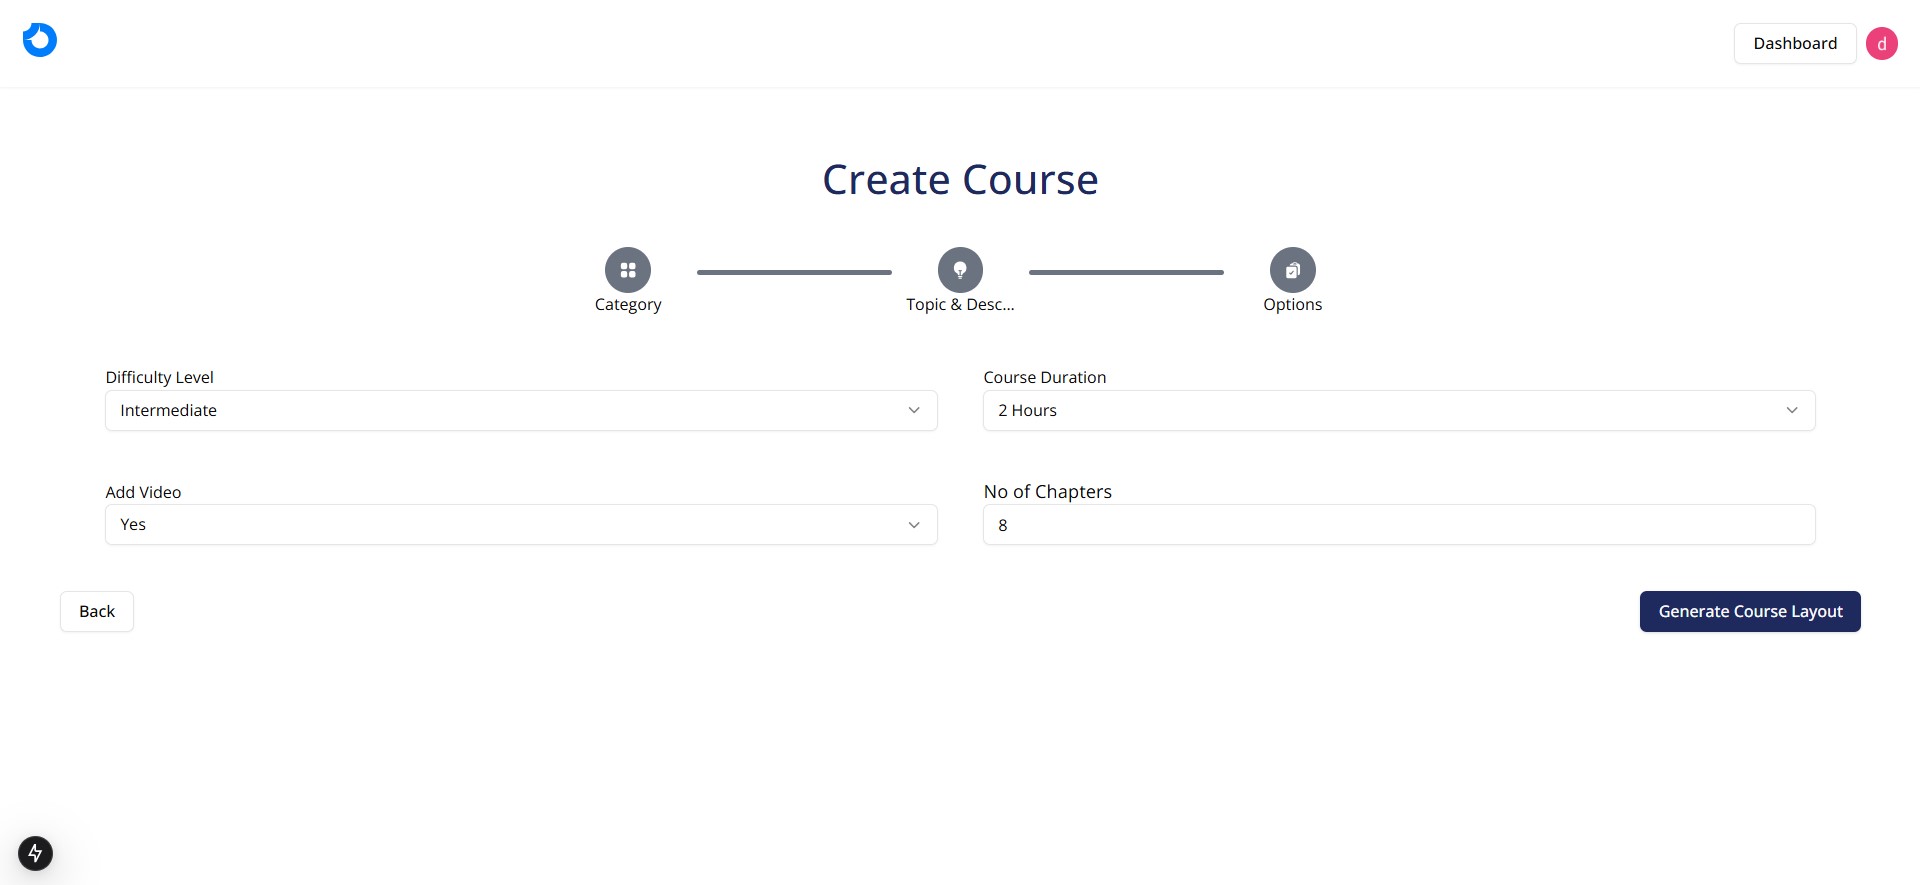 Dashboard
d
Create Course
Category
Topic & Desc...
Options
Difficulty Level
Intermediate
Course Duration
2 Hours
Add Video
Yes
No of Chapters
8
Back
Generate Course Layout